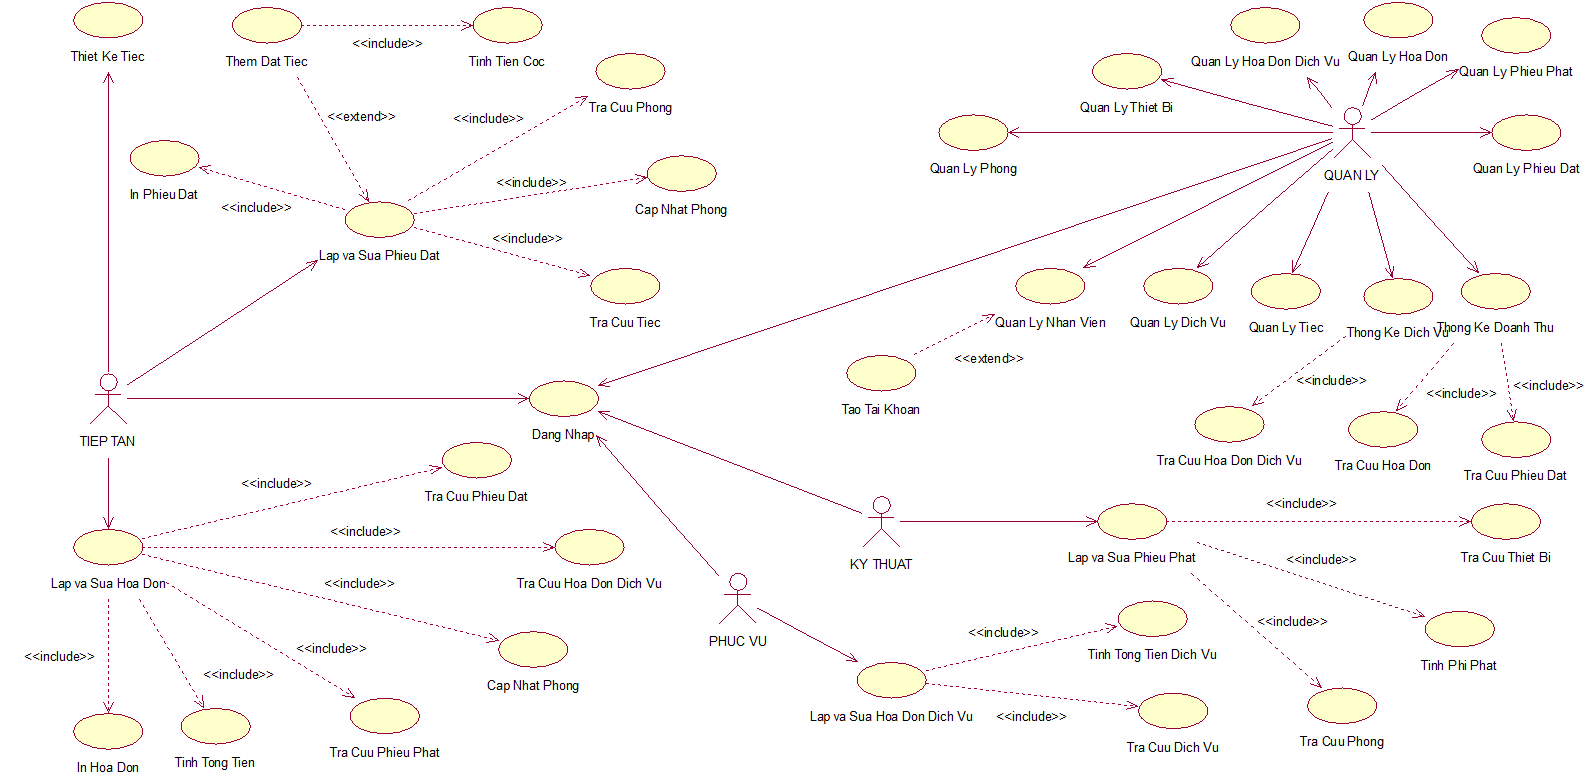 Thiet Ke Tiec
Them Dat Tiec
<<include>>
Tinh Tien Coc
Tra Cuu Phong
<<extend>>
<<include>>
In Phieu Dat
<<include>>
<<include>>
Cap Nhat Phong
Lap va Sua Phieu Dat
<<include>>
Tra Cuu Tiec
Quan Ly Hoa Don Dich Vu
Quan Ly Hoa Don
Quan Ly Phieu Phat
Quan Ly Thiet Bi
Quan Ly Phong
QUAN LY
Quan Ly Phieu Dat
Quan Ly Nhan Vien
Quan Ly Dich Vu
Quan Ly Tiec
Thong Ke Dich Vu
Thong Ke Doanh Thu
<<extend>>
Tao Tai Khoan
<<include>>
<<include>>
<<include>>
Tra Cuu Hoa Don Dich Vu
Tra Cuu Hoa Don
Tra Cuu Phieu Dat
TIEP TAN
Dang Nhap
<<include>>
Tra Cuu Phieu Dat
<<include>>
Lap va Sua Hoa Don
Tra Cuu Hoa Don Dich Vu
<<include>>
<<include>>
<<include>>
<<include>>
Cap Nhat Phong
In Hoa Don
Tinh Tong Tien
Tra Cuu Phieu Phat
KY THUAT
Lap va Sua Phieu Phat
<<include>>
Tra Cuu Thiet Bi
<<include>>
<<include>>
Tinh Phi Phat
Tra Cuu Phong
PHUC VU
<<include>>
Tinh Tong Tien Dich Vu
Lap va Sua Hoa Don Dich Vu
<<include>>
Tra Cuu Dich Vu